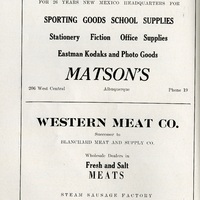 FOR 26 YEARS NEW MEXICO HEADQUARTERS FOR
SPORTING GOODS SCHOOL SUPPLIES
Stationery Fiction Office Supplies
Eastman Kodaks and Photo Goods
MATSON'S
206 West Central Albuquerque Phone 19
WESTERN MEAT CO.
Successor to
BLANCHARD MEAT AND SUPPLY CO.
Wholesale Dealers in
Fresh and Salt
MEATS
STEAM SAUSAGE FACTORY